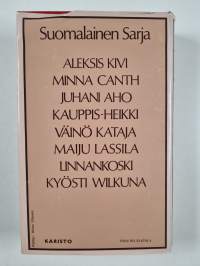 Suomalainen Sarja
ALEKSIS KIVI
MINNA CANTH
JUHANI AHO
KAUPPIS-HEIKKI
VÄINÖ KATAJA
MAIJU LASSILA
LINNANKOSKI
KYÖSTI WILKUNA
KARISTO